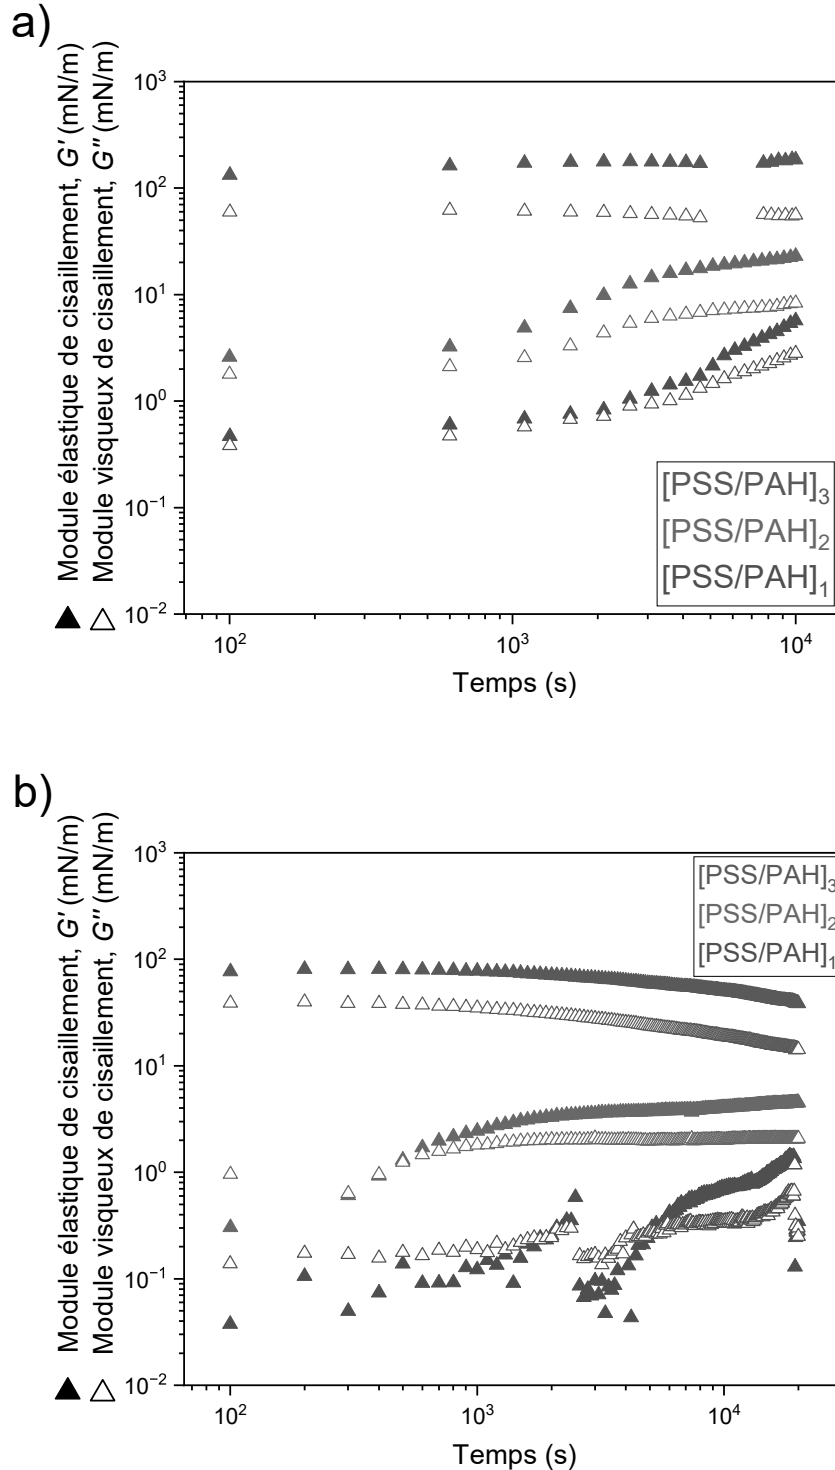 a)
▲ Module élastique de cisaillement, G′ (mN/m)
△ Module visqueux de cisaillement, G″ (mN/m)
10³
10²
10¹
10⁰
10⁻¹
10⁻²
[PSS/PAH]₃
[PSS/PAH]₂
[PSS/PAH]₁
10² 10³ 10⁴
Temps (s)
b)
▲ Module élastique de cisaillement, G′ (mN/m)
△ Module visqueux de cisaillement, G″ (mN/m)
10³
10²
10¹
10⁰
10⁻¹
10⁻²
[PSS/PAH]₃
[PSS/PAH]₂
[PSS/PAH]₁
10² 10³ 10⁴
Temps (s)